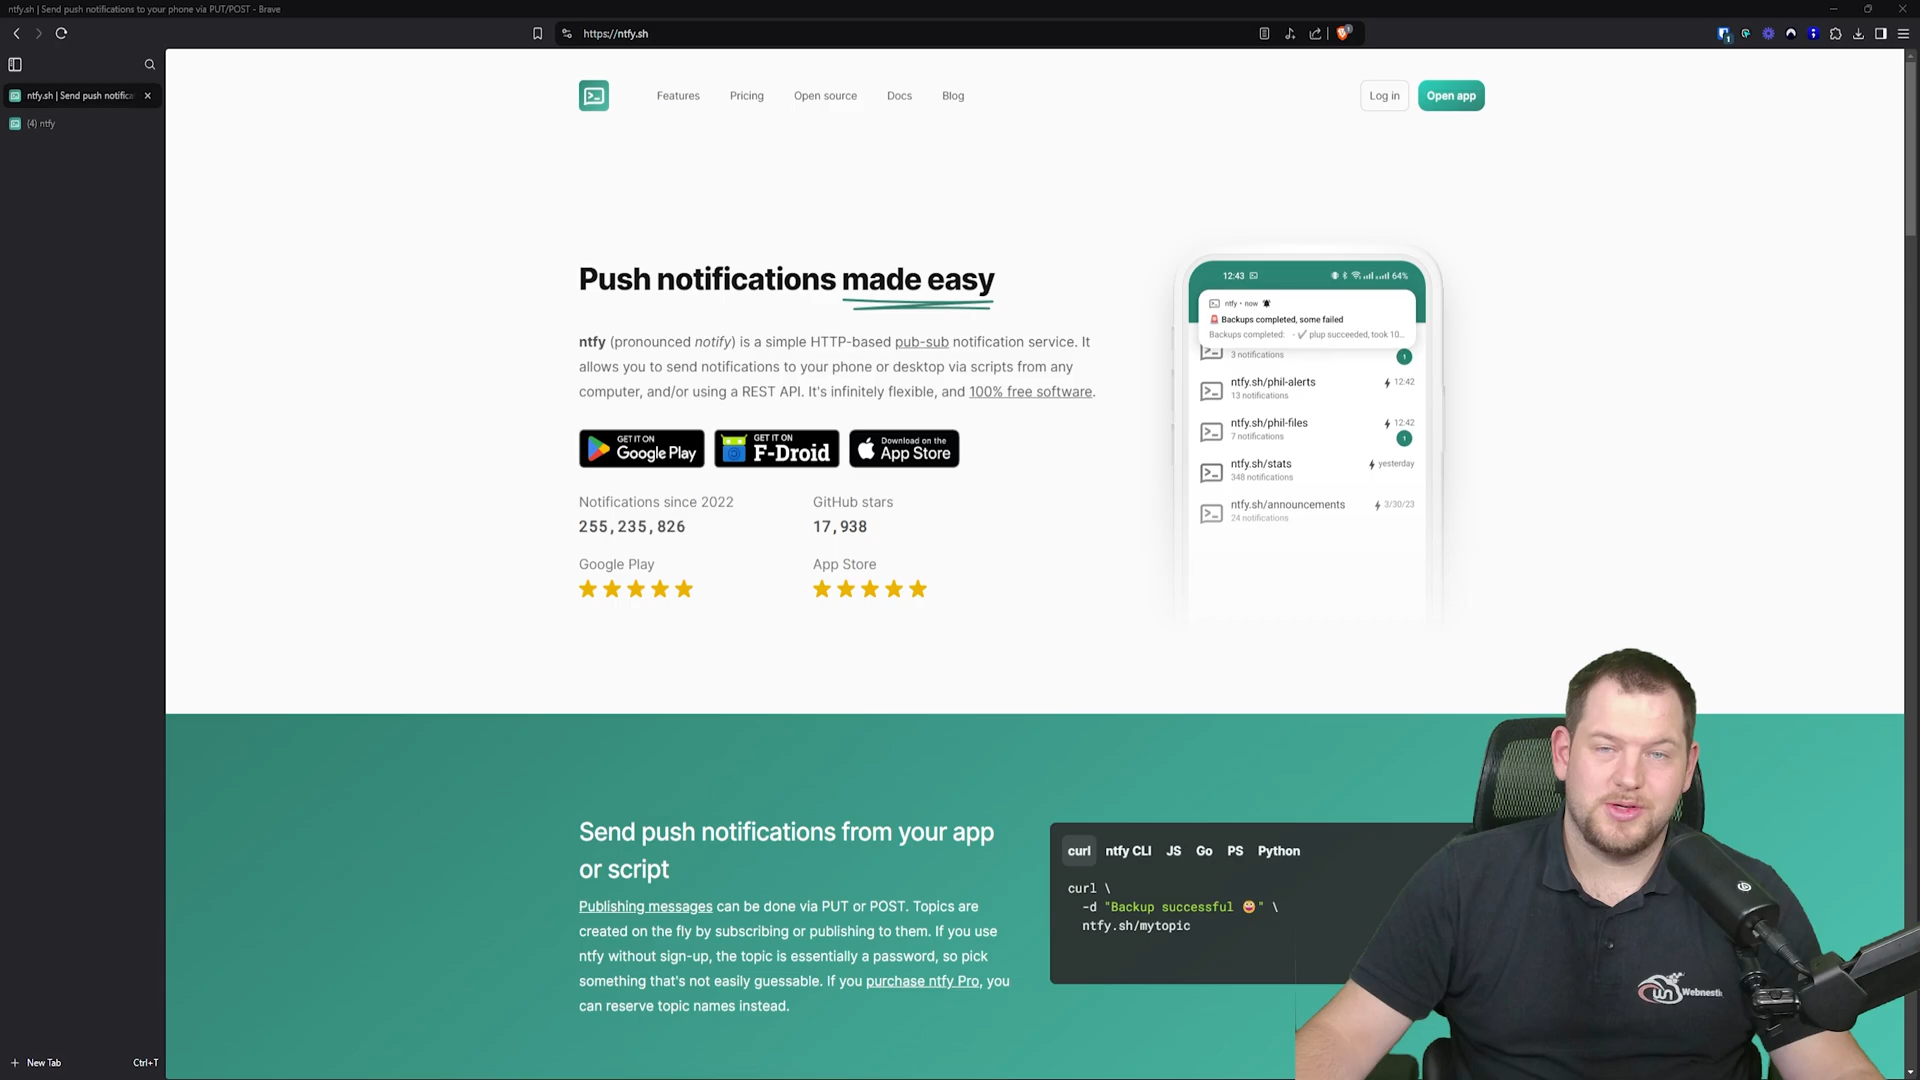 ntfy.sh | Send push notifications to your phone via PUT/POST - Brave
https://ntfy.sh
1
1
ntfy.sh | Send push notifica
(4) ntfy
Features
Pricing
Open source
Docs
Blog
Log in
Open app
Push notifications made easy
ntfy (pronounced notify) is a simple HTTP-based pub-sub notification service. It
allows you to send notifications to your phone or desktop via scripts from any
computer, and/or using a REST API. It's infinitely flexible, and 100% free software.
GET IT ON
Google Play
GET IT ON
F-Droid
Download on the
App Store
Notifications since 2022
255,235,826
GitHub stars
17,938
Google Play
App Store
12:43
64%
ntfy • now
Backups completed, some failed
Backups completed: - ✔ plup succeeded, took 10...
3 notifications
1
ntfy.sh/phil-alerts
12:42
13 notifications
ntfy.sh/phil-files
12:42
7 notifications
1
ntfy.sh/stats
yesterday
348 notifications
ntfy.sh/announcements
3/30/23
24 notifications
Send push notifications from your app
or script
Publishing messages can be done via PUT or POST. Topics are
created on the fly by subscribing or publishing to them. If you use
ntfy without sign-up, the topic is essentially a password, so pick
something that's not easily guessable. If you purchase ntfy Pro, you
can reserve topic names instead.
curl
ntfy CLI
JS
Go
PS
Python
curl \
-d "Backup successful 😀" \
ntfy.sh/mytopic
Webnesti
New Tab
Ctrl+T